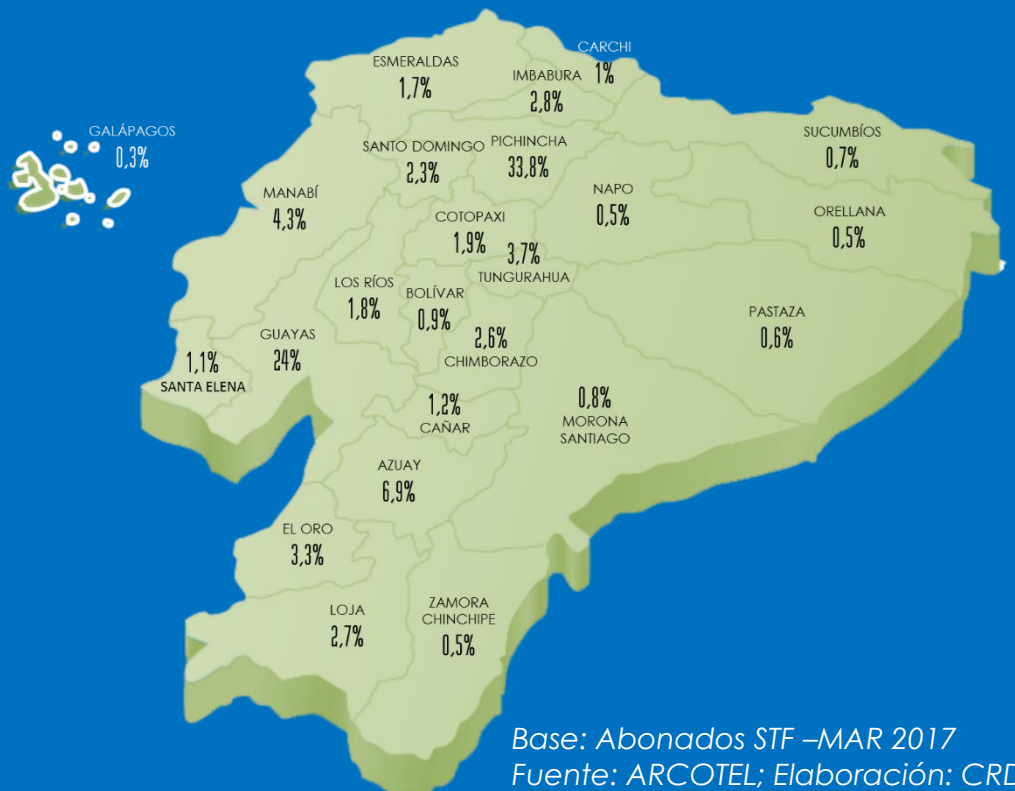 CARCHI
1%
ESMERALDAS
1,7%
IMBABURA
2,8%
GALÁPAGOS
0,3%
SANTO DOMINGO
2,3%
PICHINCHA
33,8%
SUCUMBÍOS
0,7%
MANABÍ
4,3%
NAPO
0,5%
ORELLANA
0,5%
COTOPAXI
1,9%
3,7%
TUNGURAHUA
LOS RÍOS
1,8%
BOLÍVAR
0,9%
2,6%
CHIMBORAZO
PASTAZA
0,6%
GUAYAS
24%
1,1%
SANTA ELENA
1,2%
CAÑAR
0,8%
MORONA
SANTIAGO
AZUAY
6,9%
EL ORO
3,3%
LOJA
2,7%
ZAMORA
CHINCHIPE
0,5%
Base: Abonados STF –MAR 2017
Fuente: ARCOTEL; Elaboración: CRD